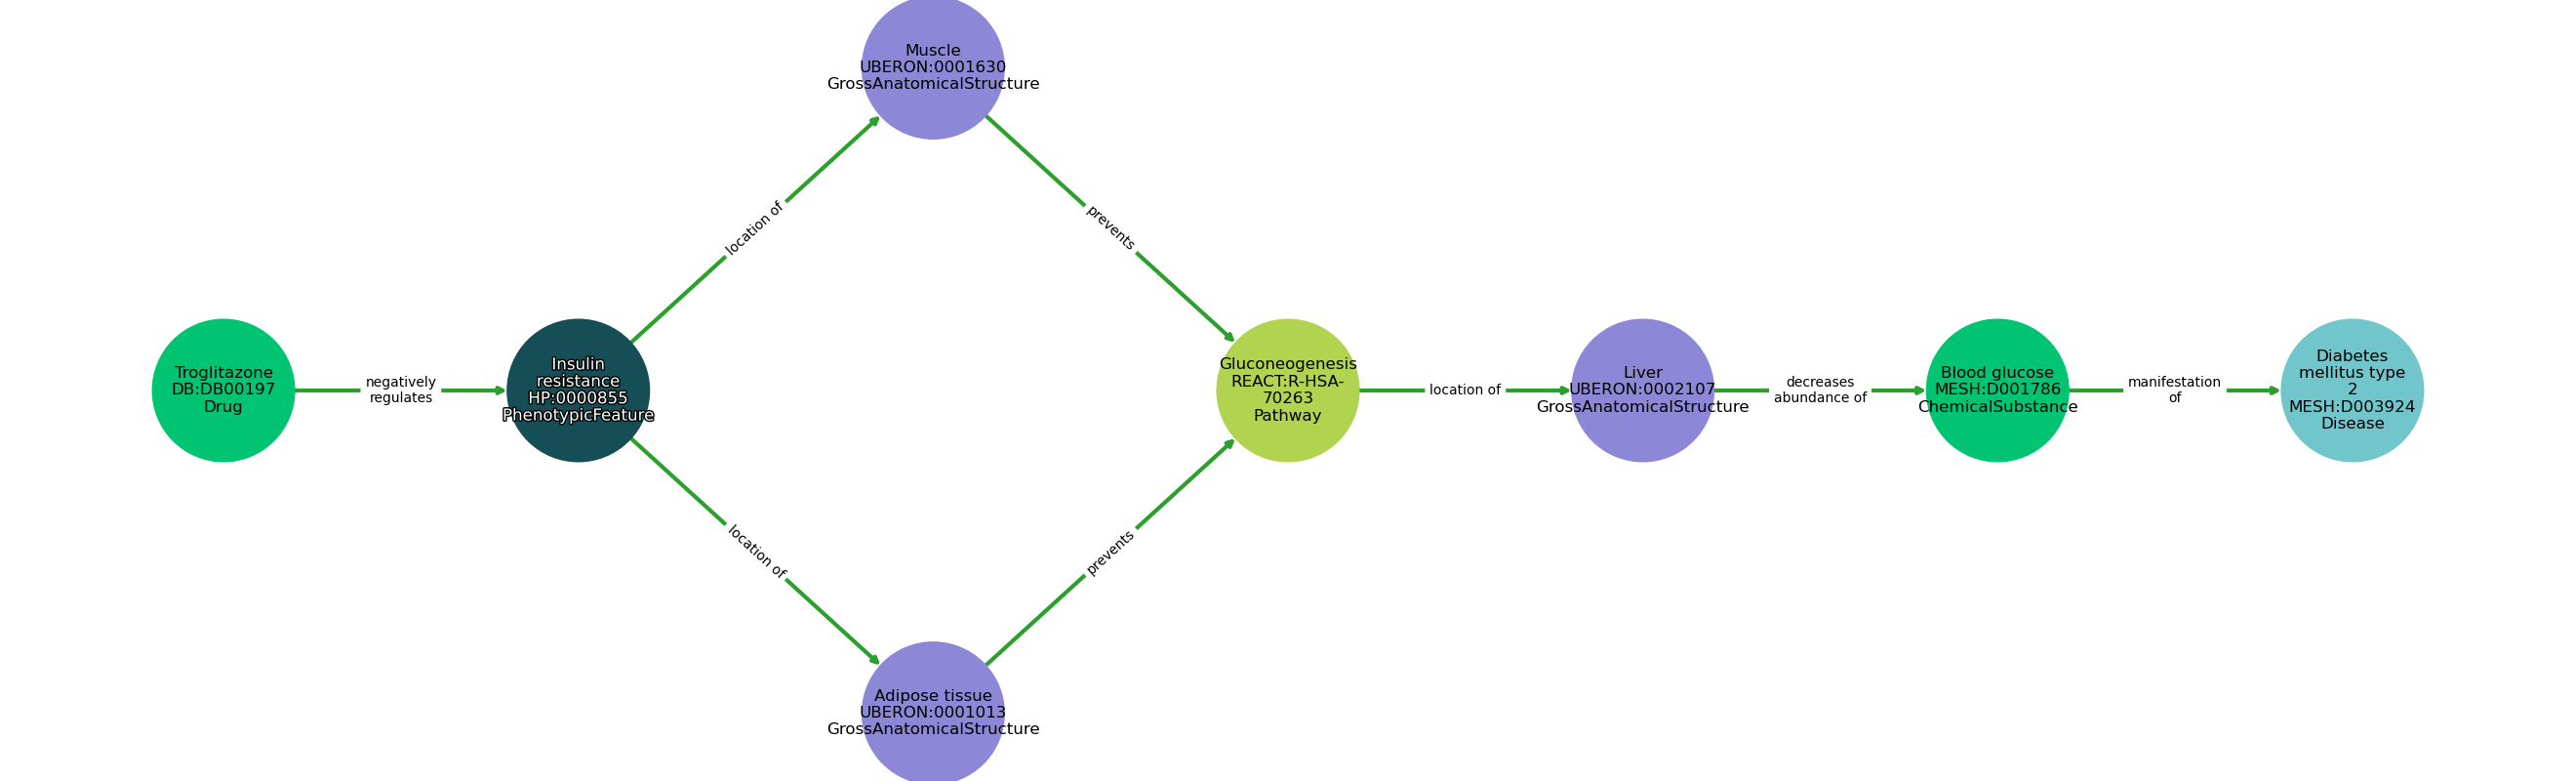 Muscle
UBERON:0001630
GrossAnatomicalStructure
location of
prevents
Troglitazone
DB:DB00197
Drug
negatively
regulates
Insulin
resistance
HP:0000855
PhenotypicFeature
Gluconeogenesis
REACT:R-HSA-
70263
Pathway
location of
Liver
UBERON:0002107
GrossAnatomicalStructure
decreases
abundance of
Blood glucose
MESH:D001786
ChemicalSubstance
manifestation
of
Diabetes
mellitus type
2
MESH:D003924
Disease
location of
prevents
Adipose tissue
UBERON:0001013
GrossAnatomicalStructure